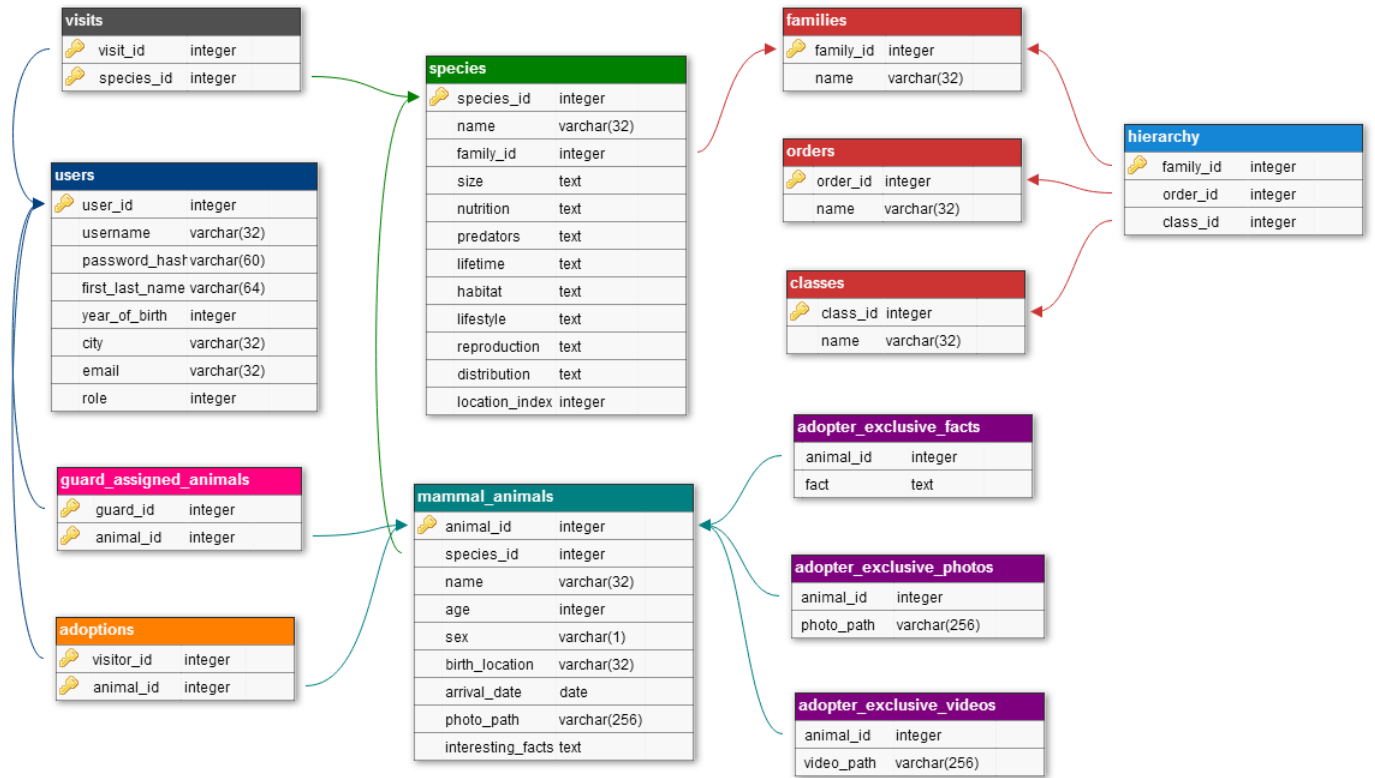 visits
visit_id integer
species_id integer
users
user_id integer
username varchar(32)
password_hash varchar(60)
first_last_name varchar(64)
year_of_birth integer
city varchar(32)
email varchar(32)
role integer
guard_assigned_animals
guard_id integer
animal_id integer
adoptions
visitor_id integer
animal_id integer
species
species_id integer
name varchar(32)
family_id integer
size text
nutrition text
predators text
lifetime text
habitat text
lifestyle text
reproduction text
distribution text
location_index integer
mammal_animals
animal_id integer
species_id integer
name varchar(32)
age integer
sex varchar(1)
birth_location varchar(32)
arrival_date date
photo_path varchar(256)
interesting_facts text
families
family_id integer
name varchar(32)
orders
order_id integer
name varchar(32)
classes
class_id integer
name varchar(32)
hierarchy
family_id integer
order_id integer
class_id integer
adopter_exclusive_facts
animal_id integer
fact text
adopter_exclusive_photos
animal_id integer
photo_path varchar(256)
adopter_exclusive_videos
animal_id integer
video_path varchar(256)